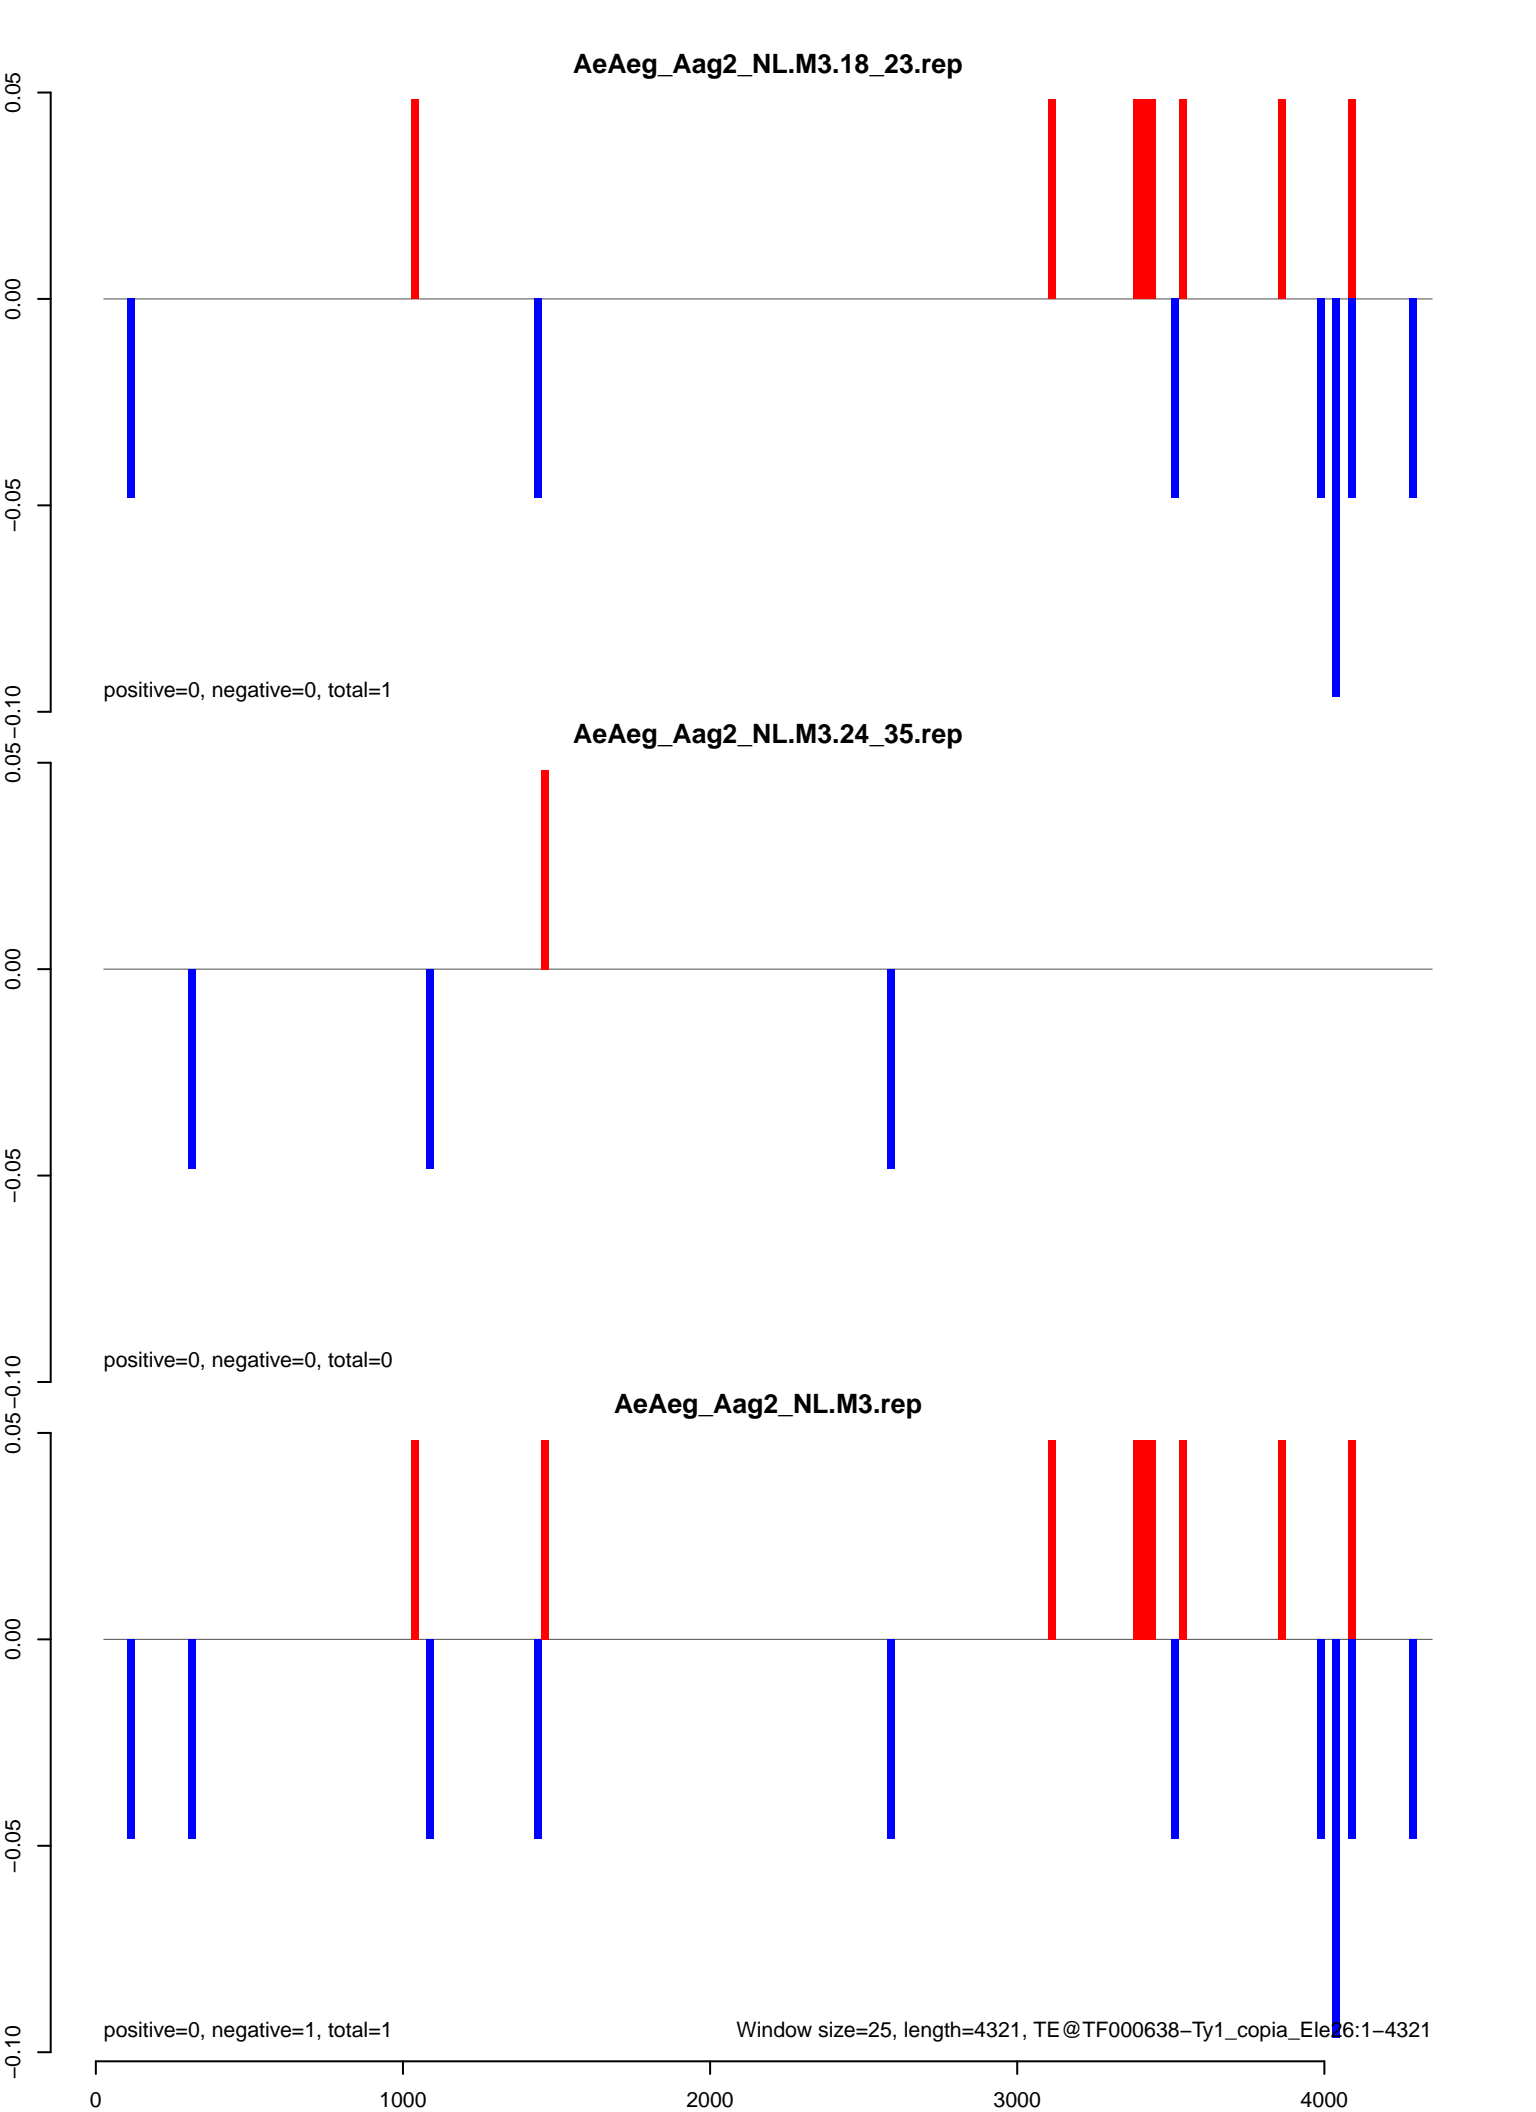 AeAeg_Aag2_NL.M3.18_23.rep
0.05
0.00
−0.05
−0.10
positive=0, negative=0, total=1
AeAeg_Aag2_NL.M3.24_35.rep
0.05
0.00
−0.05
−0.10
positive=0, negative=0, total=0
AeAeg_Aag2_NL.M3.rep
0.05
0.00
−0.05
−0.10
positive=0, negative=1, total=1
Window size=25, length=4321, TE@TF000638−Ty1_copia_Ele26:1−4321
0 1000 2000 3000 4000